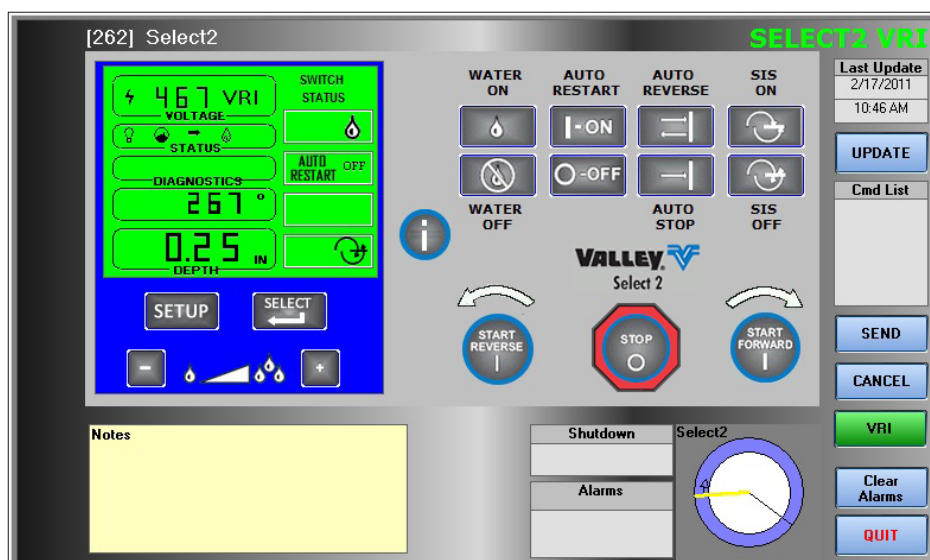 [262] Select2
SELECT2 VRI
467 VRI
VOLTAGE
STATUS
DIAGNOSTICS
267 °
0.25 IN
DEPTH
SWITCH
STATUS
AUTO
RESTART OFF
SETUP
SELECT
-
+
WATER
ON
AUTO
RESTART
AUTO
REVERSE
SIS
ON
I-ON
O-OFF
WATER
OFF
AUTO
STOP
SIS
OFF
i
VALLEY
Select 2
START
REVERSE
I
STOP
O
START
FORWARD
I
Last Update
2/17/2011
10:46 AM
UPDATE
Cmd List
SEND
CANCEL
VRI
Clear
Alarms
QUIT
Notes
Shutdown
Alarms
Select2